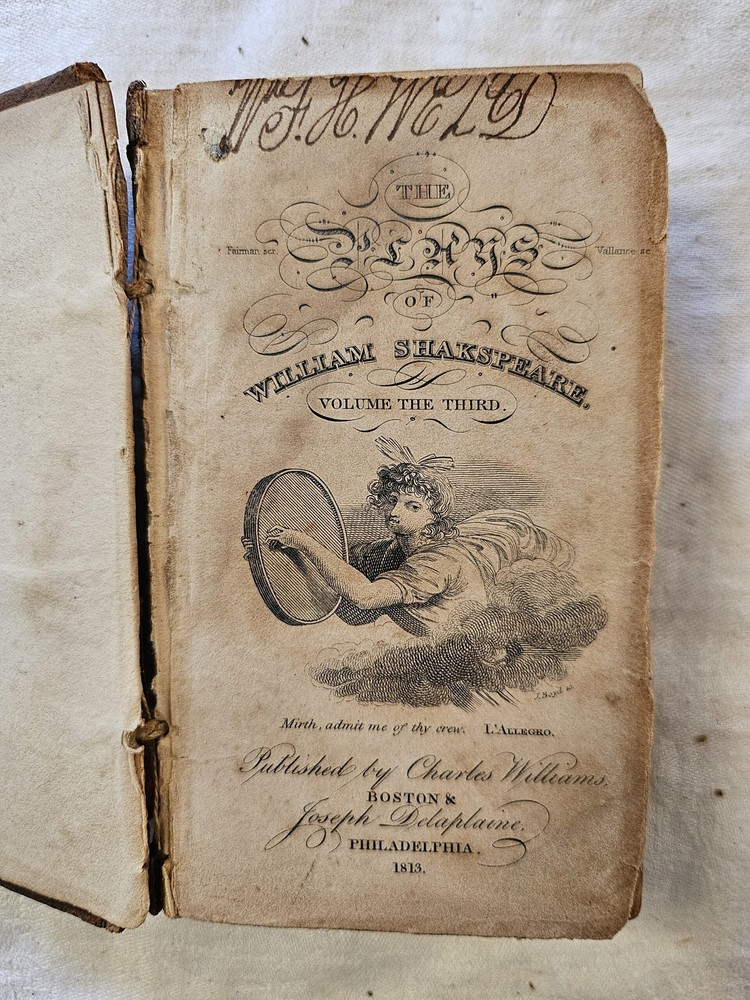 Wm. F. H. WELD
THE
Fairman scr. PLAYS Vallance sc
OF
WILLIAM SHAKSPEARE.
VOLUME THE THIRD.
Mirth, admit me of thy crew. L'ALLEGRO.
Published by Charles Williams,
BOSTON &
Joseph Delaplaine,
PHILADELPHIA.
1813.